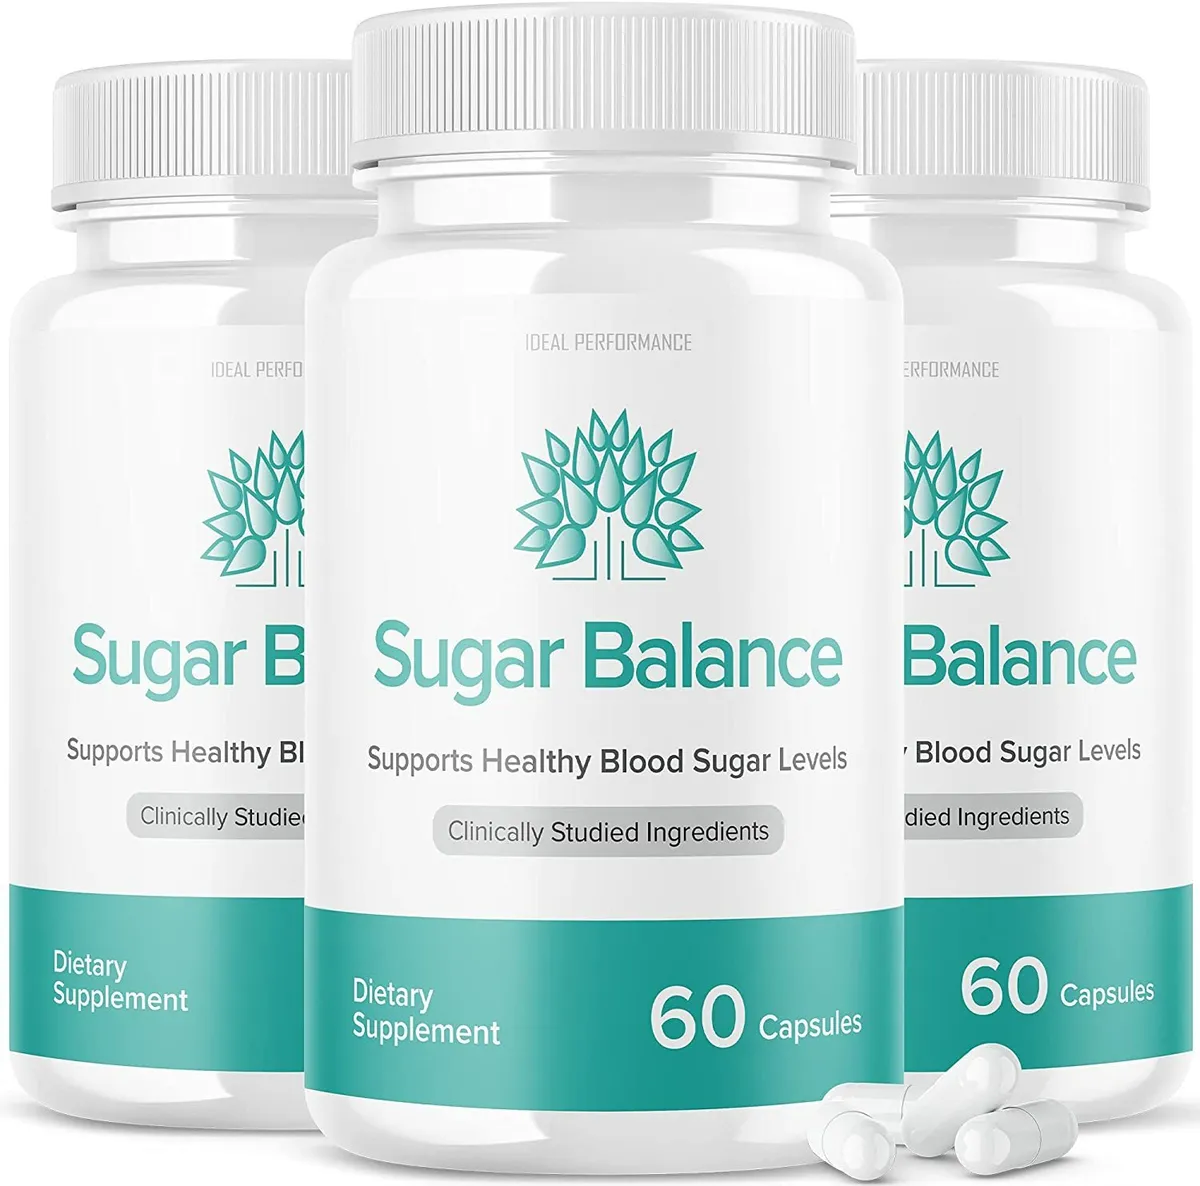 IDEAL PERFO
Sugar B
Supports Healthy Bl
Clinically Studie
Dietary
Supplement
IDEAL PERFORMANCE
Sugar Balance
Supports Healthy Blood Sugar Levels
Clinically Studied Ingredients
Dietary
Supplement
60 Capsules
ERFORMANCE
Balance
y Blood Sugar Levels
died Ingredients
60 Capsules